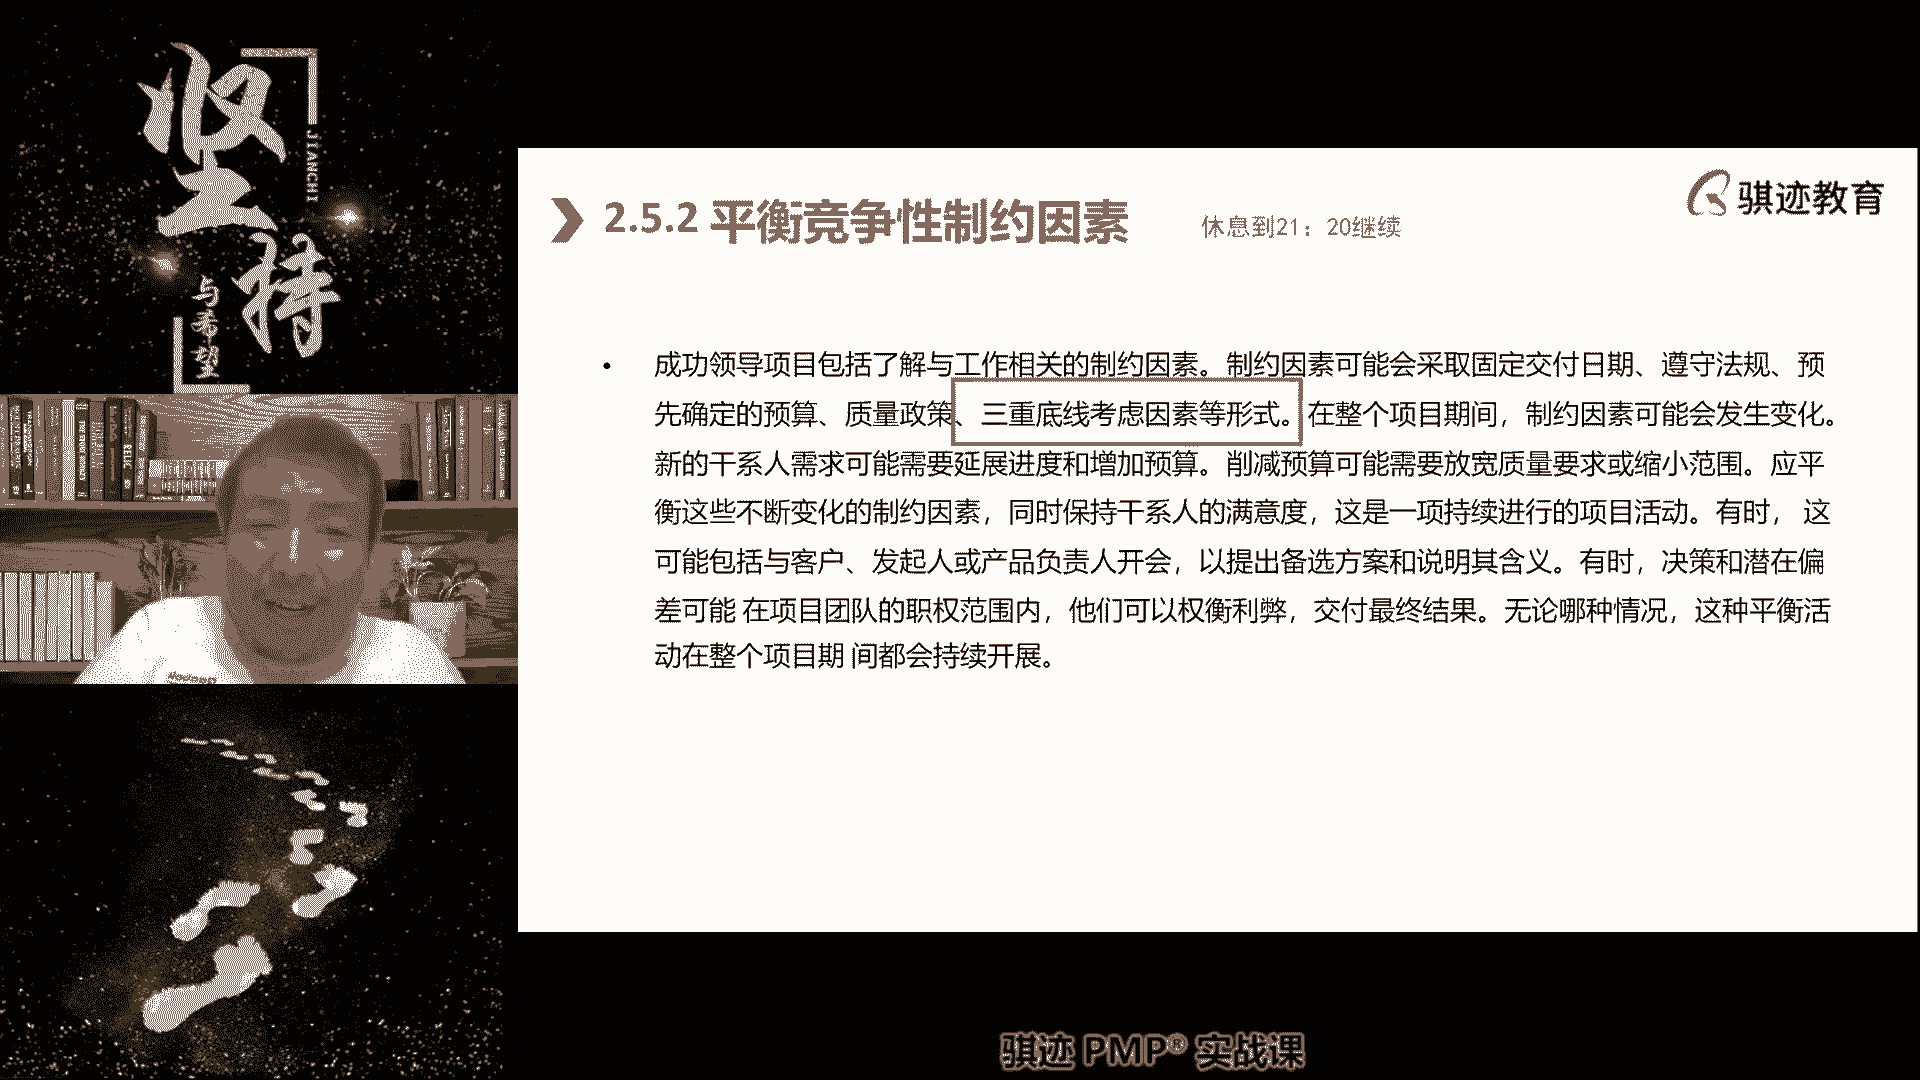 坚持
JIANCHI
与希望
2.5.2 平衡竞争性制约因素
休息到21：20继续
骐迹教育
• 成功领导项目包括了解与工作相关的制约因素。制约因素可能会采取固定交付日期、遵守法规、预
先确定的预算、质量政策、三重底线考虑因素等形式。在整个项目期间，制约因素可能会发生变化。
新的干系人需求可能需要延展进度和增加预算。削减预算可能需要放宽质量要求或缩小范围。应平
衡这些不断变化的制约因素，同时保持干系人的满意度，这是一项持续进行的项目活动。有时， 这
可能包括与客户、发起人或产品负责人开会，以提出备选方案和说明其含义。有时，决策和潜在偏
差可能 在项目团队的职权范围内，他们可以权衡利弊，交付最终结果。无论哪种情况，这种平衡活
动在整个项目期 间都会持续开展。
骐迹 PMP® 实战课